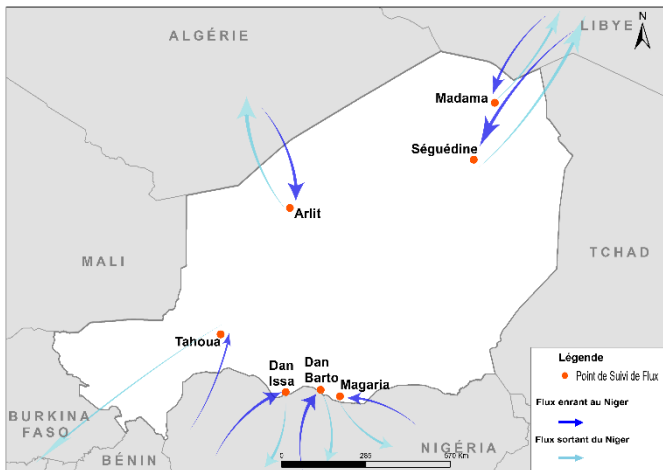 ALGÉRIE
LIBYE
N
Madama
Séguédine
Arlit
MALI
TCHAD
Tahoua
Dan
Issa
Dan
Barto
Magaria
BURKINA
FASO
BÉNIN
NIGÉRIA
0 285 570 Km
Légende
Point de Suivi de Flux
Flux enrant au Niger
Flux sortant du Niger